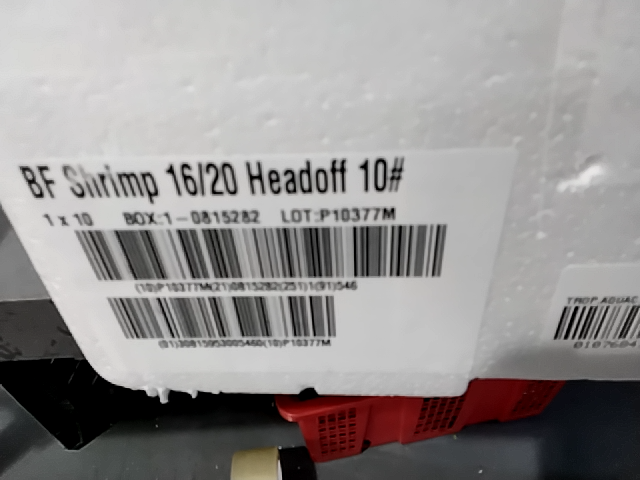 BF Shrimp 16/20 Headoff 10#
1 x 10 BOX:1-0815282 LOT:P10377M
(10)P10377M(21)0815282(251)1(91)546
(01)30815953005460(10)P10377M
TROP.AQUAC
0107604